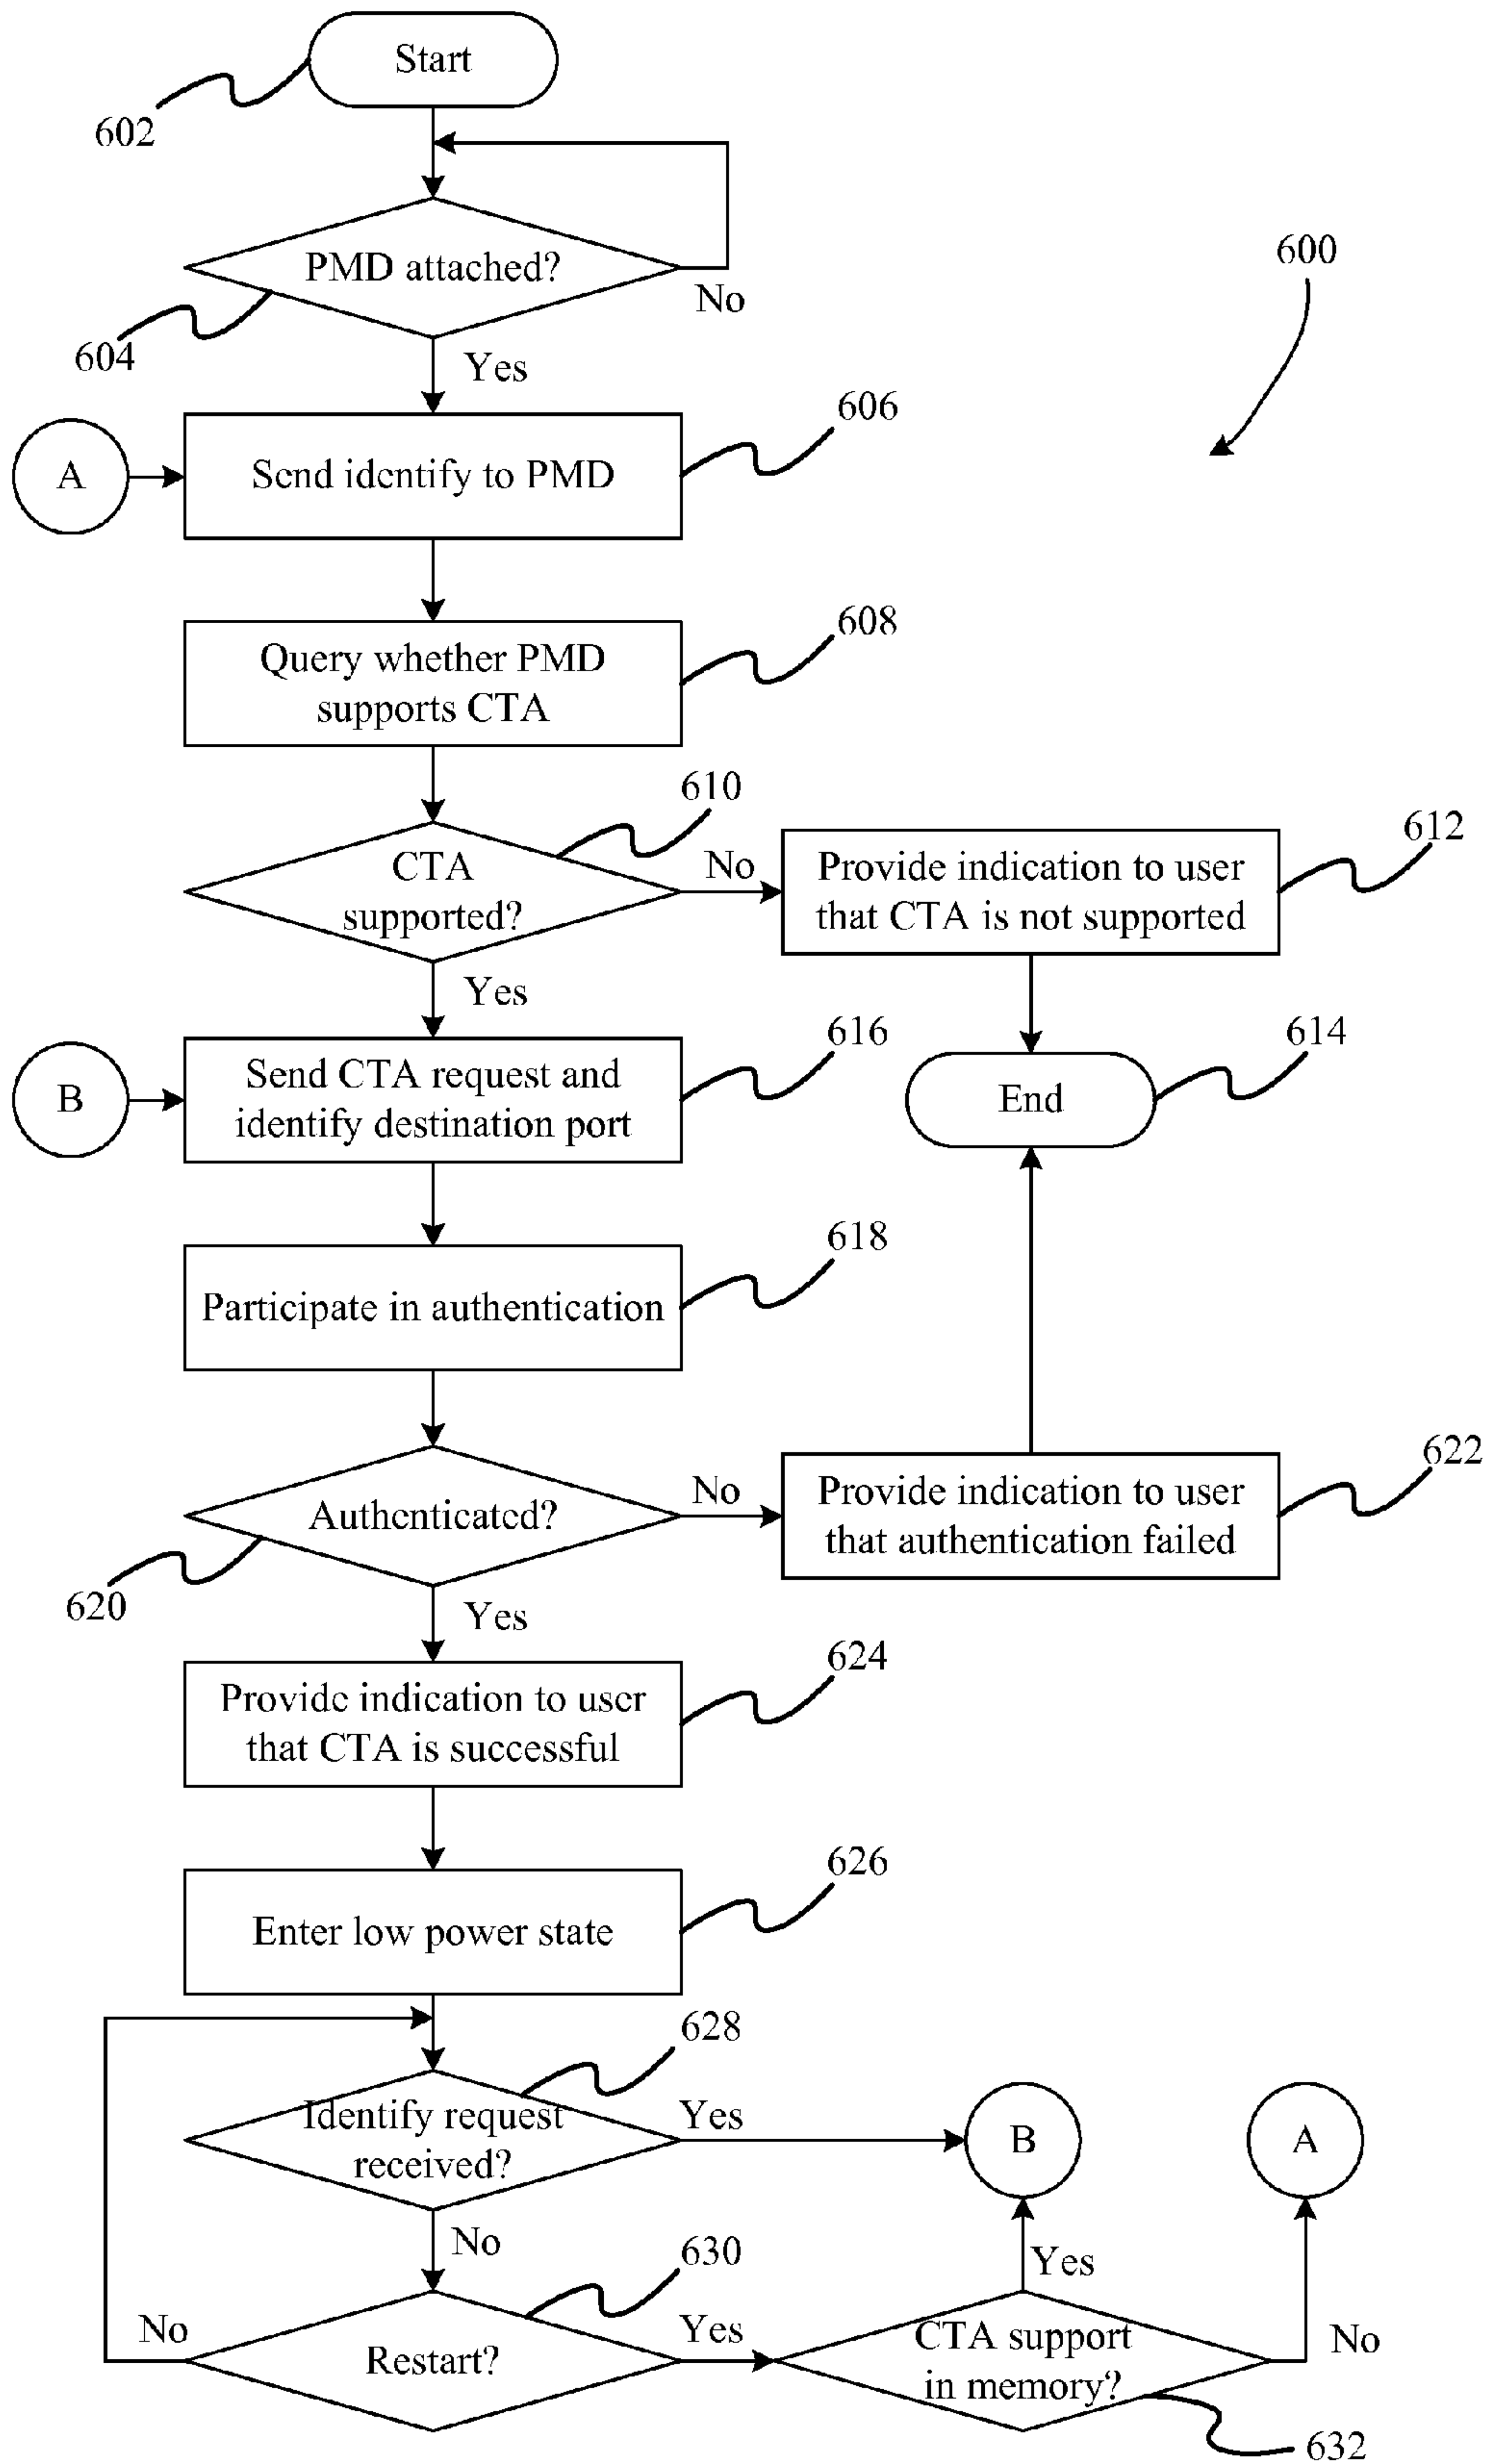 Start
602
PMD attached?
No
600
604
Yes
606
A
Send identify to PMD
608
Query whether PMD
supports CTA
610
612
CTA
supported?
No
Provide indication to user
that CTA is not supported
Yes
616
614
B
Send CTA request and
identify destination port
End
618
Participate in authentication
622
Authenticated?
No
Provide indication to user
that authentication failed
620
Yes
624
Provide indication to user
that CTA is successful
626
Enter low power state
628
Identify request
received?
Yes
B
A
No
630
Yes
No
Restart?
Yes
CTA support
in memory?
No
632